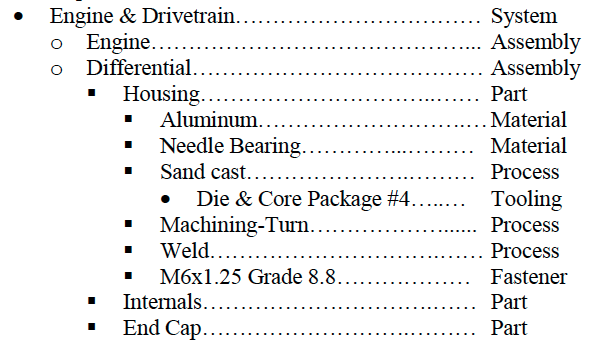 • Engine & Drivetrain…………………………… System
o Engine……………………………………... Assembly
o Differential………………………………… Assembly
▪ Housing……………………………..…… Part
▪ Aluminum………………………..… Material
▪ Needle Bearing…………...……… Material
▪ Sand cast…………………..……… Process
• Die & Core Package #4…..… Tooling
▪ Machining-Turn………………...... Process
▪ Weld……………………………… Process
▪ M6x1.25 Grade 8.8……………… Fastener
▪ Internals……………………………… Part
▪ End Cap………………………..……… Part